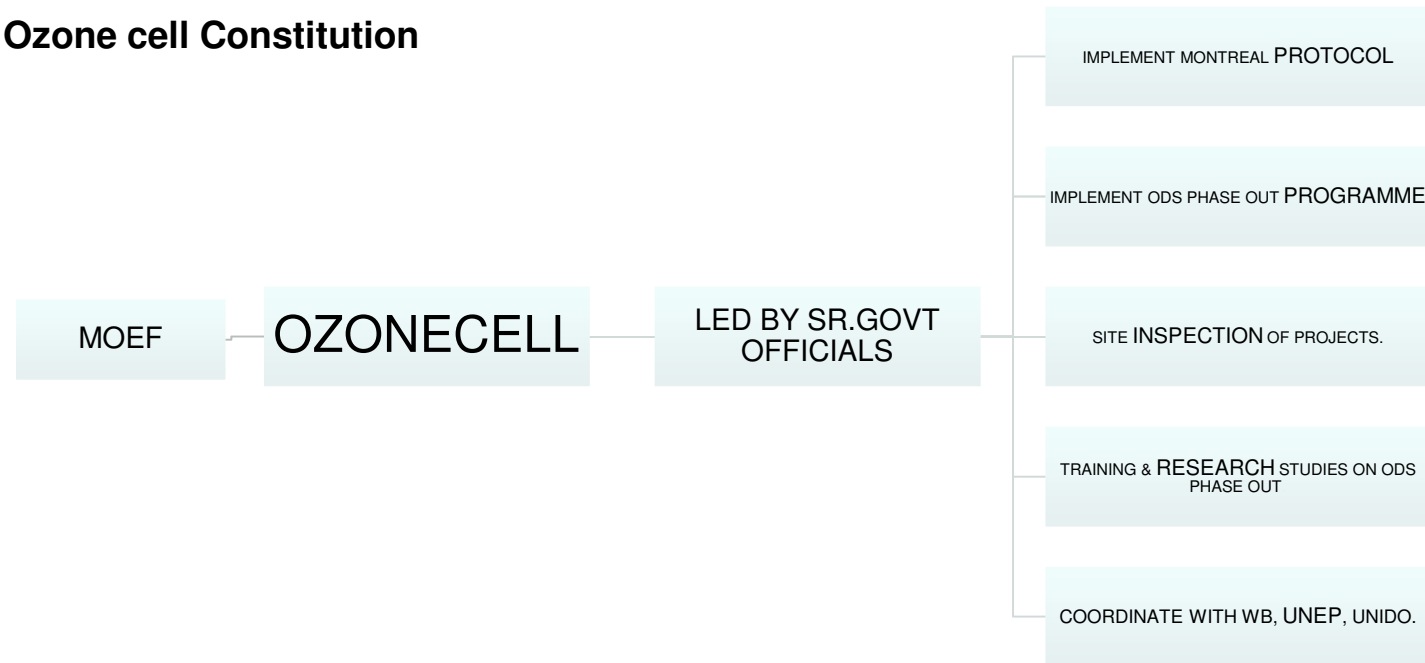 Ozone cell Constitution
MOEF
OZONECELL
LED BY SR.GOVT
OFFICIALS
IMPLEMENT MONTREAL PROTOCOL
IMPLEMENT ODS PHASE OUT PROGRAMME
SITE INSPECTION OF PROJECTS.
TRAINING & RESEARCH STUDIES ON ODS
PHASE OUT
COORDINATE WITH WB, UNEP, UNIDO.